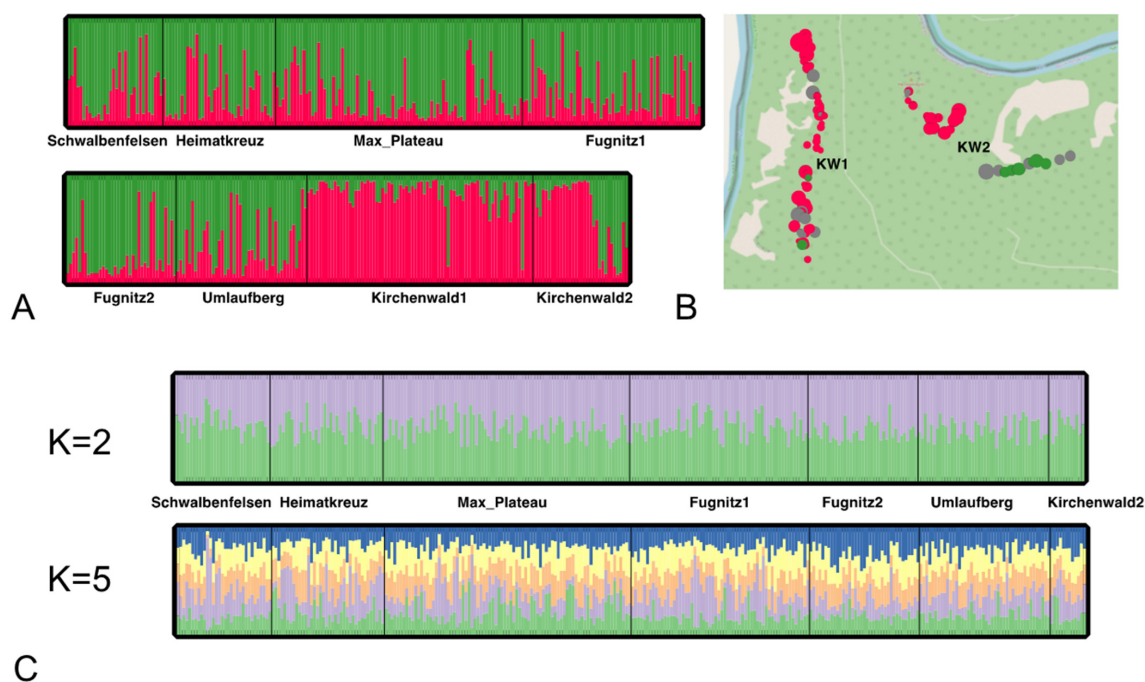 Schwalbenfelsen Heimatkreuz Max_Plateau Fugnitz1
Fugnitz2 Umlaufberg Kirchenwald1 Kirchenwald2
A
KW1
KW2
B
K=2
Schwalbenfelsen Heimatkreuz Max_Plateau Fugnitz1 Fugnitz2 Umlaufberg Kirchenwald2
K=5
C